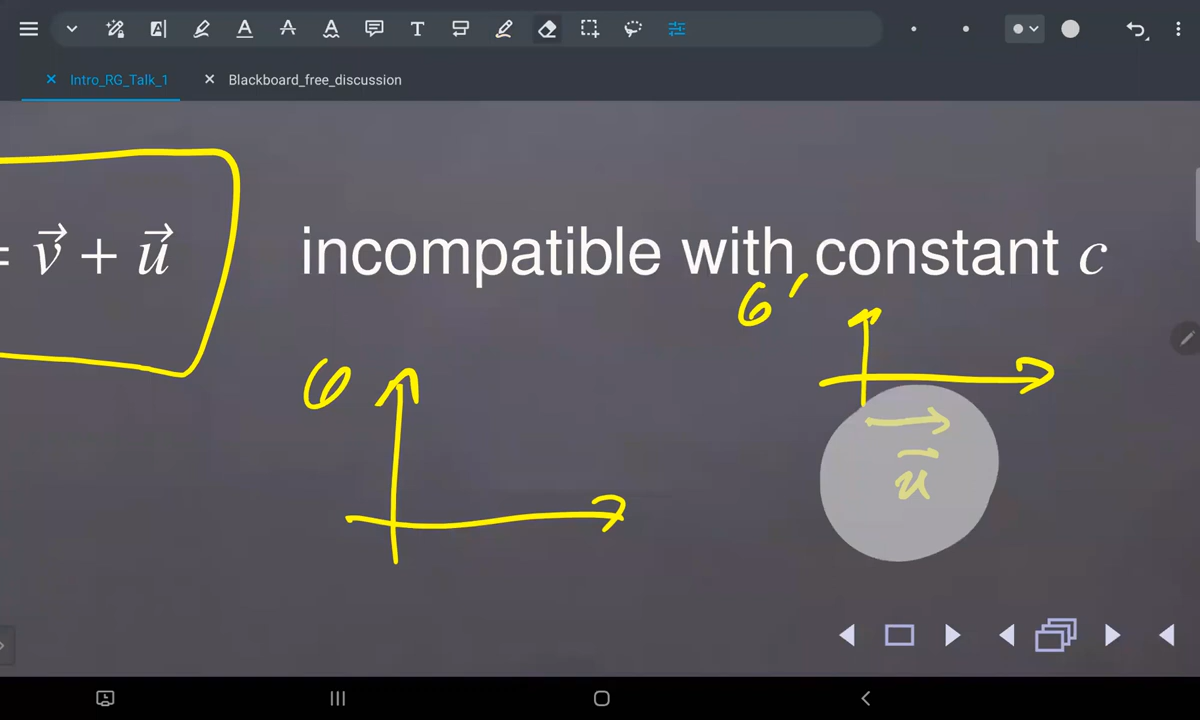 Intro_RG_Talk_1 Blackboard_free_discussion
= v⃗ + u⃗ incompatible with constant c
6'
6
u⃗